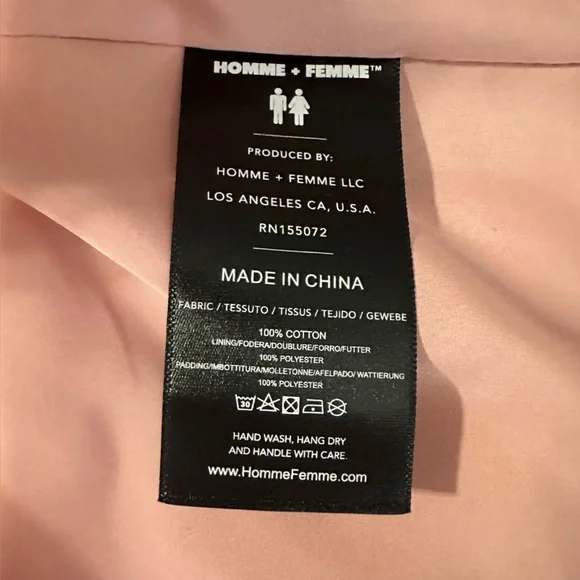 HOMME + FEMME™
PRODUCED BY:
HOMME + FEMME LLC
LOS ANGELES CA, U.S.A.
RN155072
MADE IN CHINA
FABRIC / TESSUTO / TISSUS / TEJIDO / GEWEBE
100% COTTON
LINING/FODERA/DOUBLURE/FORRO/FUTTER
100% POLYESTER
PADDING/IMBOTTITURA/MOLLETONNE/AFELPADO/ WATTIERUNG
100% POLYESTER
30
HAND WASH, HANG DRY
AND HANDLE WITH CARE.
www.HommeFemme.com